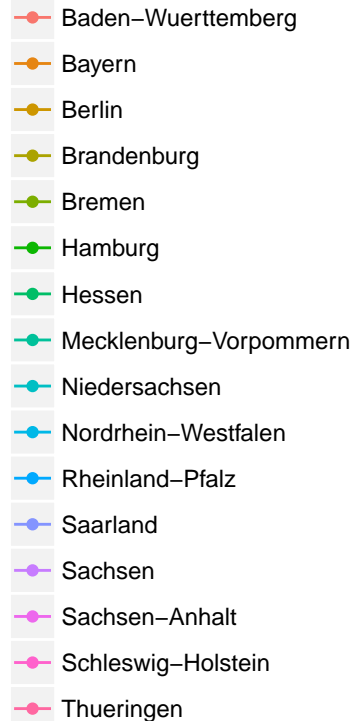 Baden−Wuerttemberg
Bayern
Berlin
Brandenburg
Bremen
Hamburg
Hessen
Mecklenburg−Vorpommern
Niedersachsen
Nordrhein−Westfalen
Rheinland−Pfalz
Saarland
Sachsen
Sachsen−Anhalt
Schleswig−Holstein
Thueringen